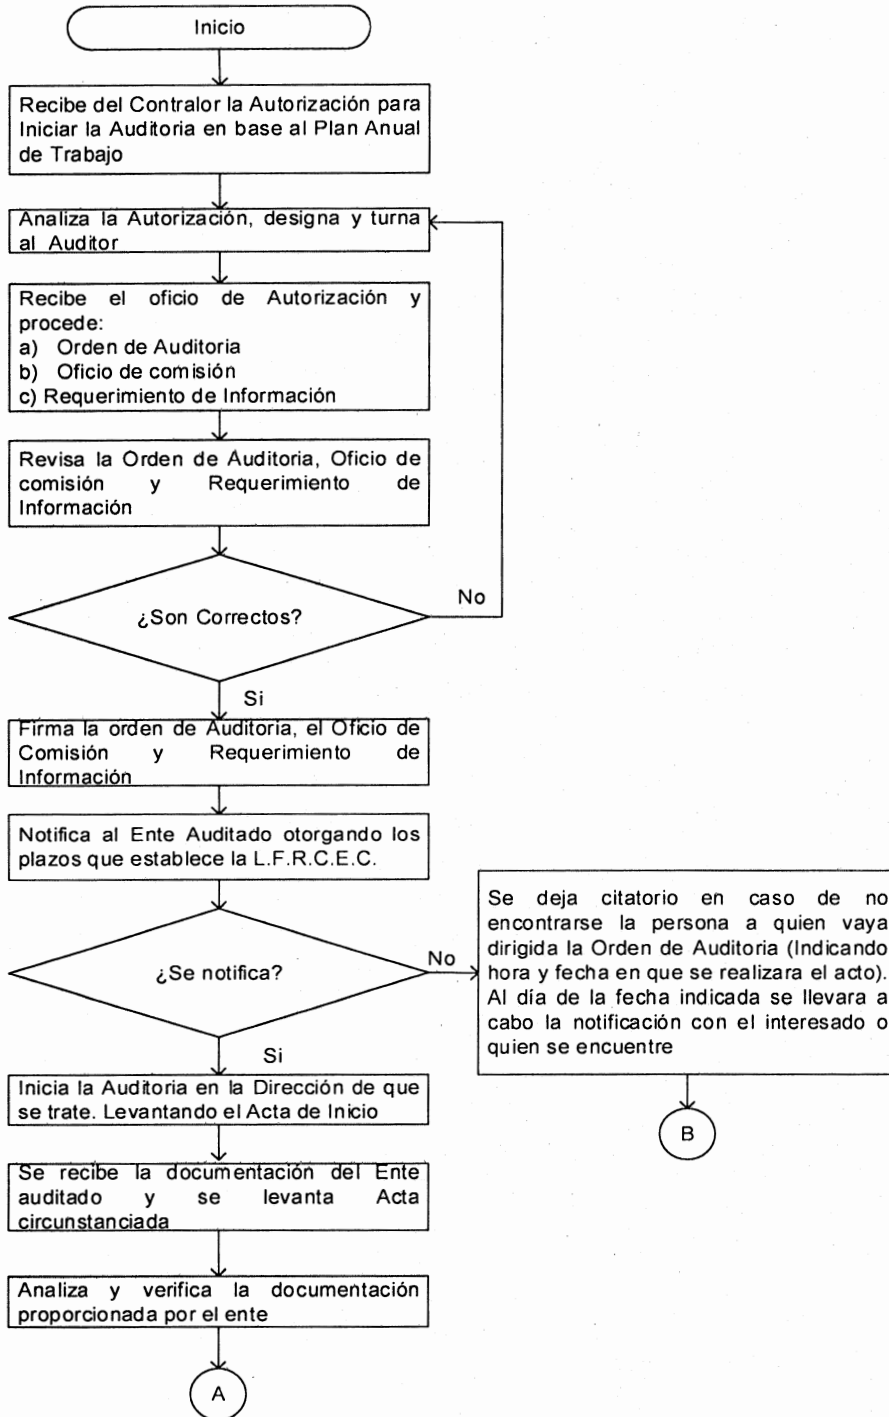 Inicio
Recibe del Contralor la Autorización para
Iniciar la Auditoria en base al Plan Anual
de Trabajo
Analiza la Autorización, designa y turna
al Auditor
Recibe el oficio de Autorización y
procede:
a) Orden de Auditoria
b) Oficio de comisión
c) Requerimiento de Información
Revisa la Orden de Auditoria, Oficio de
comisión y Requerimiento de
Información
¿Son Correctos?
No
Si
Firma la orden de Auditoria, el Oficio de
Comisión y Requerimiento de
Información
Notifica al Ente Auditado otorgando los
plazos que establece la L.F.R.C.E.C.
¿Se notifica?
No
Se deja citatorio en caso de no
encontrarse la persona a quien vaya
dirigida la Orden de Auditoria (Indicando
hora y fecha en que se realizara el acto).
Al día de la fecha indicada se llevara a
cabo la notificación con el interesado o
quien se encuentre
B
Si
Inicia la Auditoria en la Dirección de que
se trate. Levantando el Acta de Inicio
Se recibe la documentación del Ente
auditado y se levanta Acta
circunstanciada
Analiza y verifica la documentación
proporcionada por el ente
A